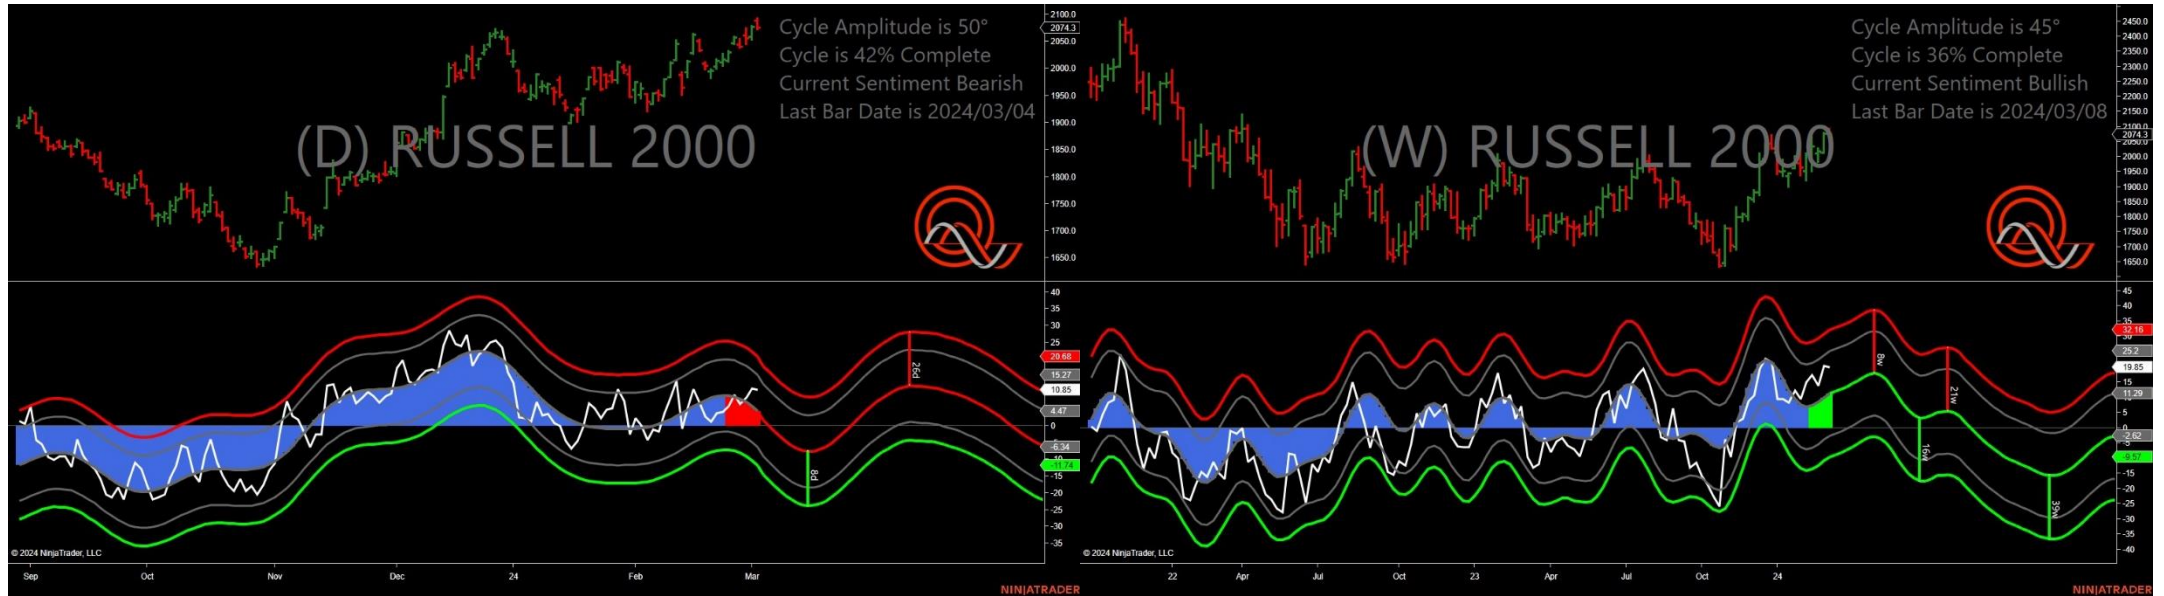 Cycle Amplitude is 50°
Cycle is 42% Complete
Current Sentiment Bearish
Last Bar Date is 2024/03/04
(D) RUSSELL 2000
2100.0
2074.3
2050.0
2000.0
1950.0
1900.0
1850.0
1800.0
1750.0
1700.0
1650.0
40
35
30
25
20.68
15.27
10.85
4.47
0
-6.34
-11.74
-15
-20
-25
-30
-35
26d
8d
© 2024 NinjaTrader, LLC
Sep Oct Nov Dec 24 Feb Mar
NINJATRADER
Cycle Amplitude is 45°
Cycle is 36% Complete
Current Sentiment Bullish
Last Bar Date is 2024/03/08
(W) RUSSELL 2000
2450.0
2400.0
2350.0
2300.0
2250.0
2200.0
2150.0
2100.0
2074.3
2050.0
2000.0
1950.0
1900.0
1850.0
1800.0
1750.0
1700.0
1650.0
45
40
35
32.16
25.2
19.85
15
11.29
5
0
-2.62
-9.57
-15
-20
-25
-30
-35
-40
8w
21w
16w
39w
© 2024 NinjaTrader, LLC
22 Apr Jul Oct 23 Apr Jul Oct 24
NINJATRADER